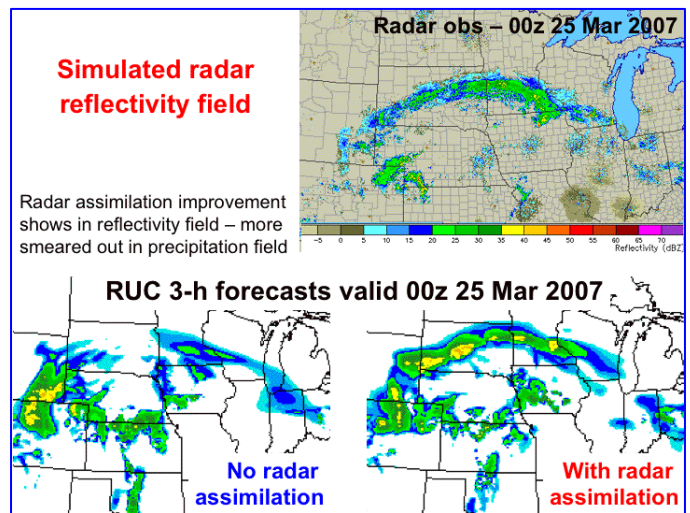 Radar obs – 00z 25 Mar 2007
Simulated radar
reflectivity field
Radar assimilation improvement
shows in reflectivity field – more
smeared out in precipitation field
−5 0 5 10 15 20 25 30 35 40 45 50 55 60 65 70
Reflectivity (dBZ)
RUC 3-h forecasts valid 00z 25 Mar 2007
No radar
assimilation
With radar
assimilation